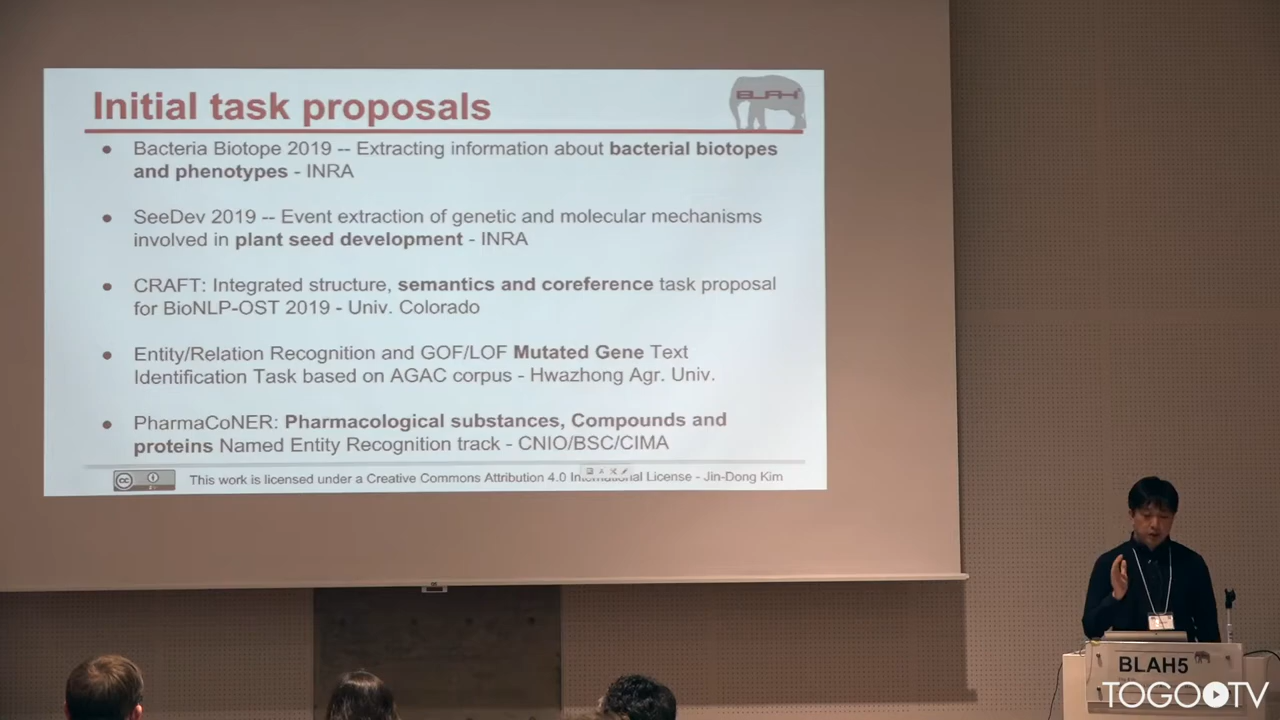 Initial task proposals
BLAH
• Bacteria Biotope 2019 -- Extracting information about bacterial biotopes
and phenotypes - INRA
• SeeDev 2019 -- Event extraction of genetic and molecular mechanisms
involved in plant seed development - INRA
• CRAFT: Integrated structure, semantics and coreference task proposal
for BioNLP-OST 2019 - Univ. Colorado
• Entity/Relation Recognition and GOF/LOF Mutated Gene Text
Identification Task based on AGAC corpus - Hwazhong Agr. Univ.
• PharmaCoNER: Pharmacological substances, Compounds and
proteins Named Entity Recognition track - CNIO/BSC/CIMA
cc
This work is licensed under a Creative Commons Attribution 4.0 International License - Jin-Dong Kim
BLAH5
TOGOTV